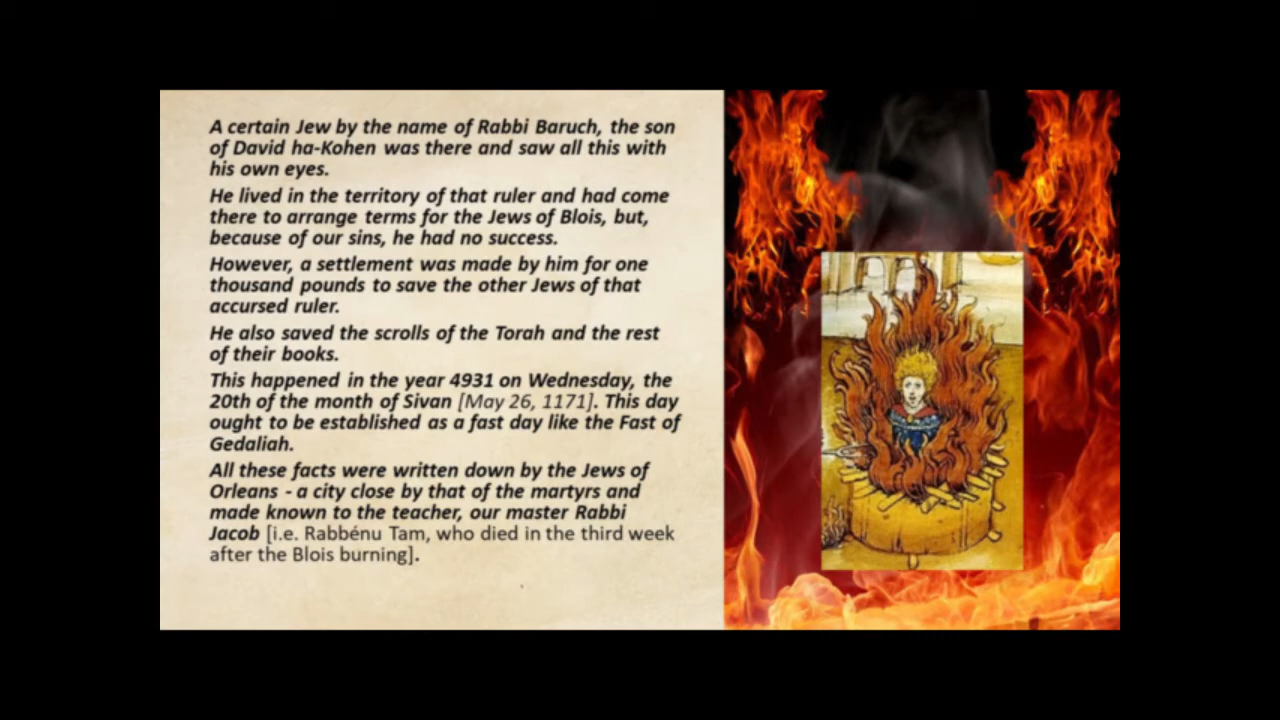 A certain Jew by the name of Rabbi Baruch, the son
of David ha-Kohen was there and saw all this with
his own eyes.
He lived in the territory of that ruler and had come
there to arrange terms for the Jews of Blois, but,
because of our sins, he had no success.
However, a settlement was made by him for one
thousand pounds to save the other Jews of that
accursed ruler.
He also saved the scrolls of the Torah and the rest
of their books.
This happened in the year 4931 on Wednesday, the
20th of the month of Sivan [May 26, 1171]. This day
ought to be established as a fast day like the Fast of
Gedaliah.
All these facts were written down by the Jews of
Orleans - a city close by that of the martyrs and
made known to the teacher, our master Rabbi
Jacob [i.e. Rabbénu Tam, who died in the third week
after the Blois burning].